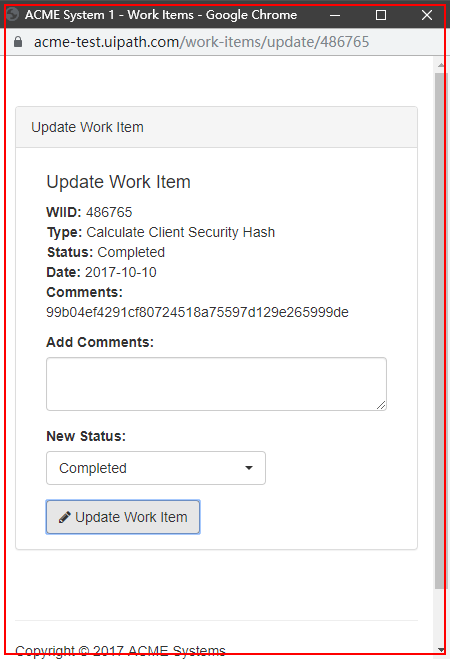 ACME System 1 - Work Items - Google Chrome
acme-test.uipath.com/work-items/update/486765
Update Work Item
Update Work Item
WIID: 486765
Type: Calculate Client Security Hash
Status: Completed
Date: 2017-10-10
Comments:
99b04ef4291cf80724518a75597d129e265999de
Add Comments:
New Status:
Completed
Update Work Item
Copyright © 2017 ACME Systems